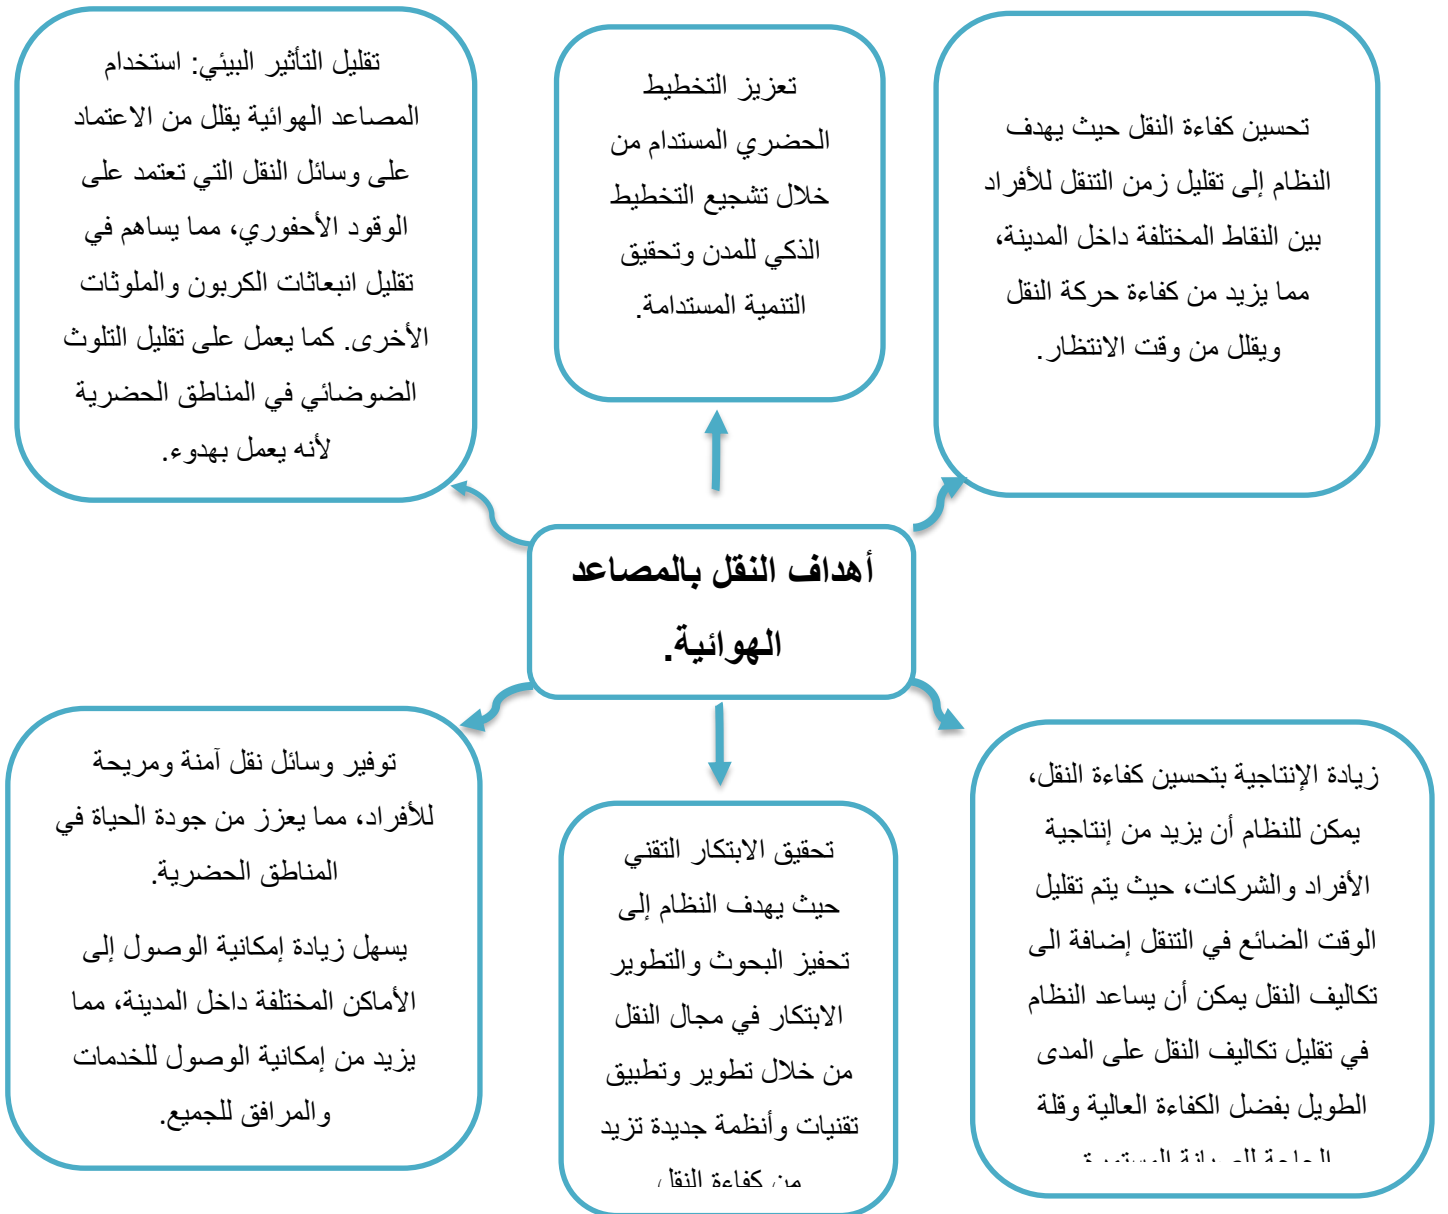 تحسين كفاءة النقل حيث يهدف
النظام إلى تقليل زمن التنقل للأفراد
بين النقاط المختلفة داخل المدينة،
مما يزيد من كفاءة حركة النقل
ويقلل من وقت الانتظار.
تعزيز التخطيط
الحضري المستدام من
خلال تشجيع التخطيط
الذكي للمدن وتحقيق
التنمية المستدامة.
تقليل التأثير البيئي: استخدام
المصاعد الهوائية يقلل من الاعتماد
على وسائل النقل التي تعتمد على
الوقود الأحفوري، مما يساهم في
تقليل انبعاثات الكربون والملوثات
الأخرى. كما يعمل على تقليل التلوث
الضوضائي في المناطق الحضرية
لأنه يعمل بهدوء.
أهداف النقل بالمصاعد
الهوائية.
زيادة الإنتاجية بتحسين كفاءة النقل،
يمكن للنظام أن يزيد من إنتاجية
الأفراد والشركات، حيث يتم تقليل
الوقت الضائع في التنقل إضافة الى
تكاليف النقل يمكن أن يساعد النظام
في تقليل تكاليف النقل على المدى
الطويل بفضل الكفاءة العالية وقلة
تحقيق الابتكار التقني
حيث يهدف النظام إلى
تحفيز البحوث والتطوير
الابتكار في مجال النقل
من خلال تطوير وتطبيق
تقنيات وأنظمة جديدة تزيد
من كفاءة النقل
توفير وسائل نقل آمنة ومريحة
للأفراد، مما يعزز من جودة الحياة في
المناطق الحضرية.
يسهل زيادة إمكانية الوصول إلى
الأماكن المختلفة داخل المدينة، مما
يزيد من إمكانية الوصول للخدمات
والمرافق للجميع.